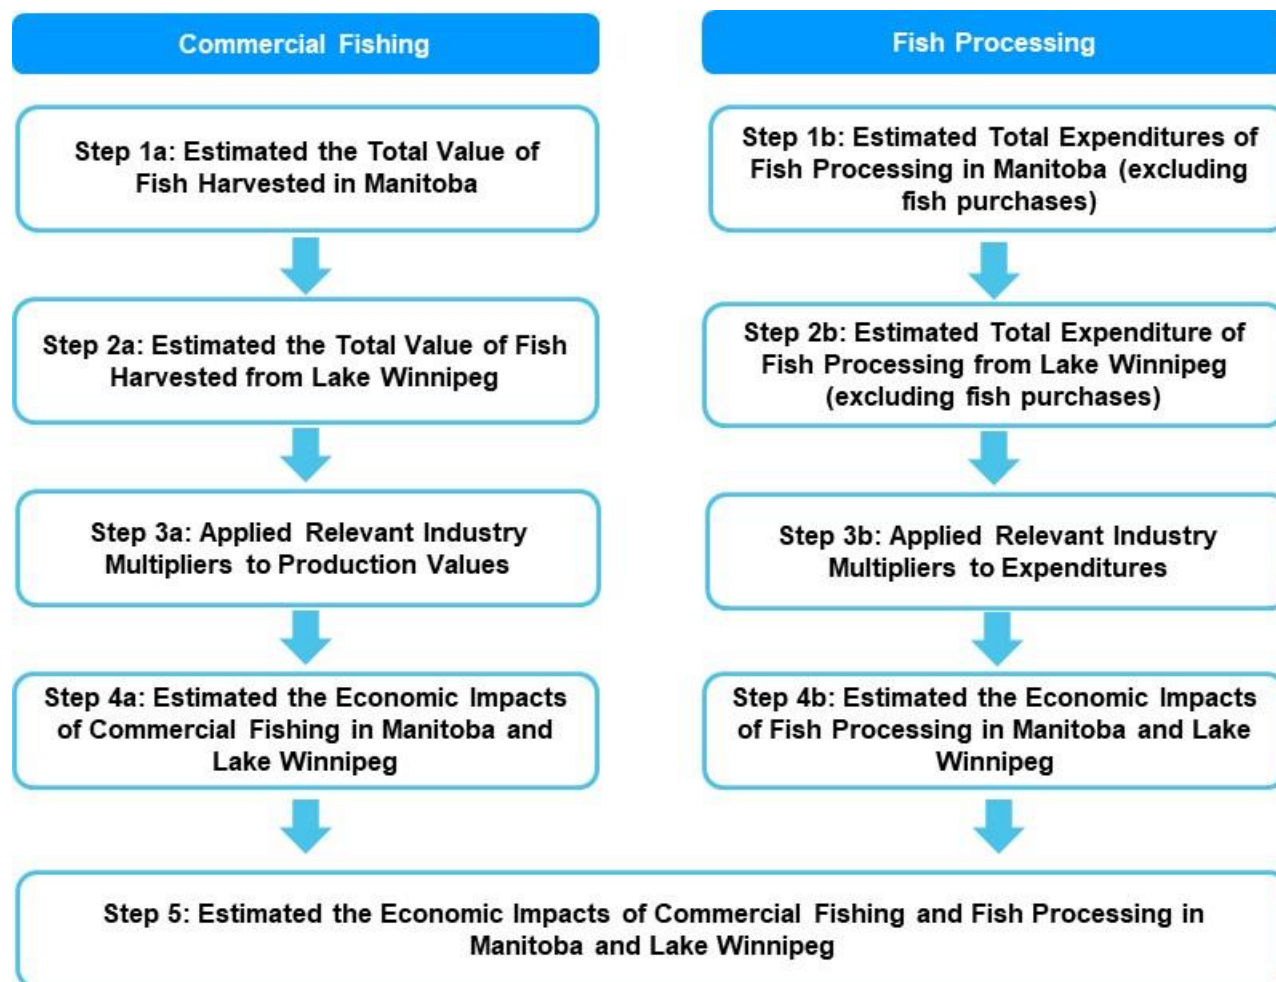 Commercial Fishing
Fish Processing
Step 1a: Estimated the Total Value of
Fish Harvested in Manitoba
Step 1b: Estimated Total Expenditures of
Fish Processing in Manitoba (excluding
fish purchases)
Step 2a: Estimated the Total Value of Fish
Harvested from Lake Winnipeg
Step 2b: Estimated Total Expenditure of
Fish Processing from Lake Winnipeg
(excluding fish purchases)
Step 3a: Applied Relevant Industry
Multipliers to Production Values
Step 3b: Applied Relevant Industry
Multipliers to Expenditures
Step 4a: Estimated the Economic Impacts
of Commercial Fishing in Manitoba and
Lake Winnipeg
Step 4b: Estimated the Economic Impacts
of Fish Processing in Manitoba and Lake
Winnipeg
Step 5: Estimated the Economic Impacts of Commercial Fishing and Fish Processing in
Manitoba and Lake Winnipeg